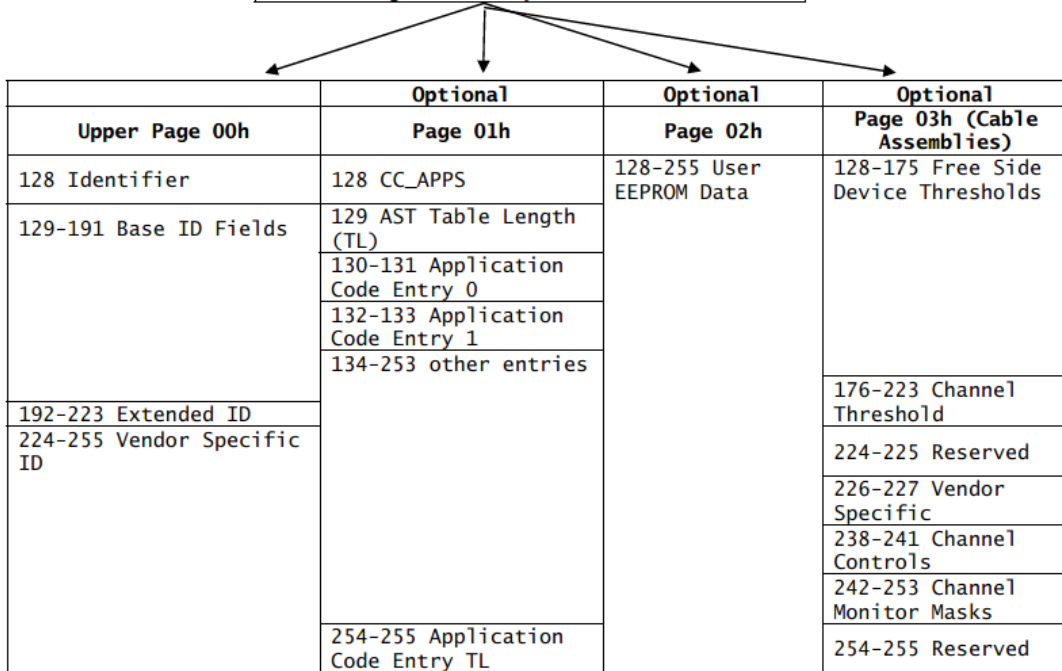 Optional
Optional
Optional
Upper Page 00h
Page 01h
Page 02h
Page 03h (Cable
Assemblies)
128 Identifier
128 CC_APPS
128-255 User
EEPROM Data
128-175 Free Side
Device Thresholds
129-191 Base ID Fields
129 AST Table Length
(TL)
130-131 Application
Code Entry 0
132-133 Application
Code Entry 1
134-253 other entries
176-223 Channel
Threshold
192-223 Extended ID
224-255 Vendor Specific
ID
224-225 Reserved
226-227 Vendor
Specific
238-241 Channel
Controls
242-253 Channel
Monitor Masks
254-255 Application
Code Entry TL
254-255 Reserved